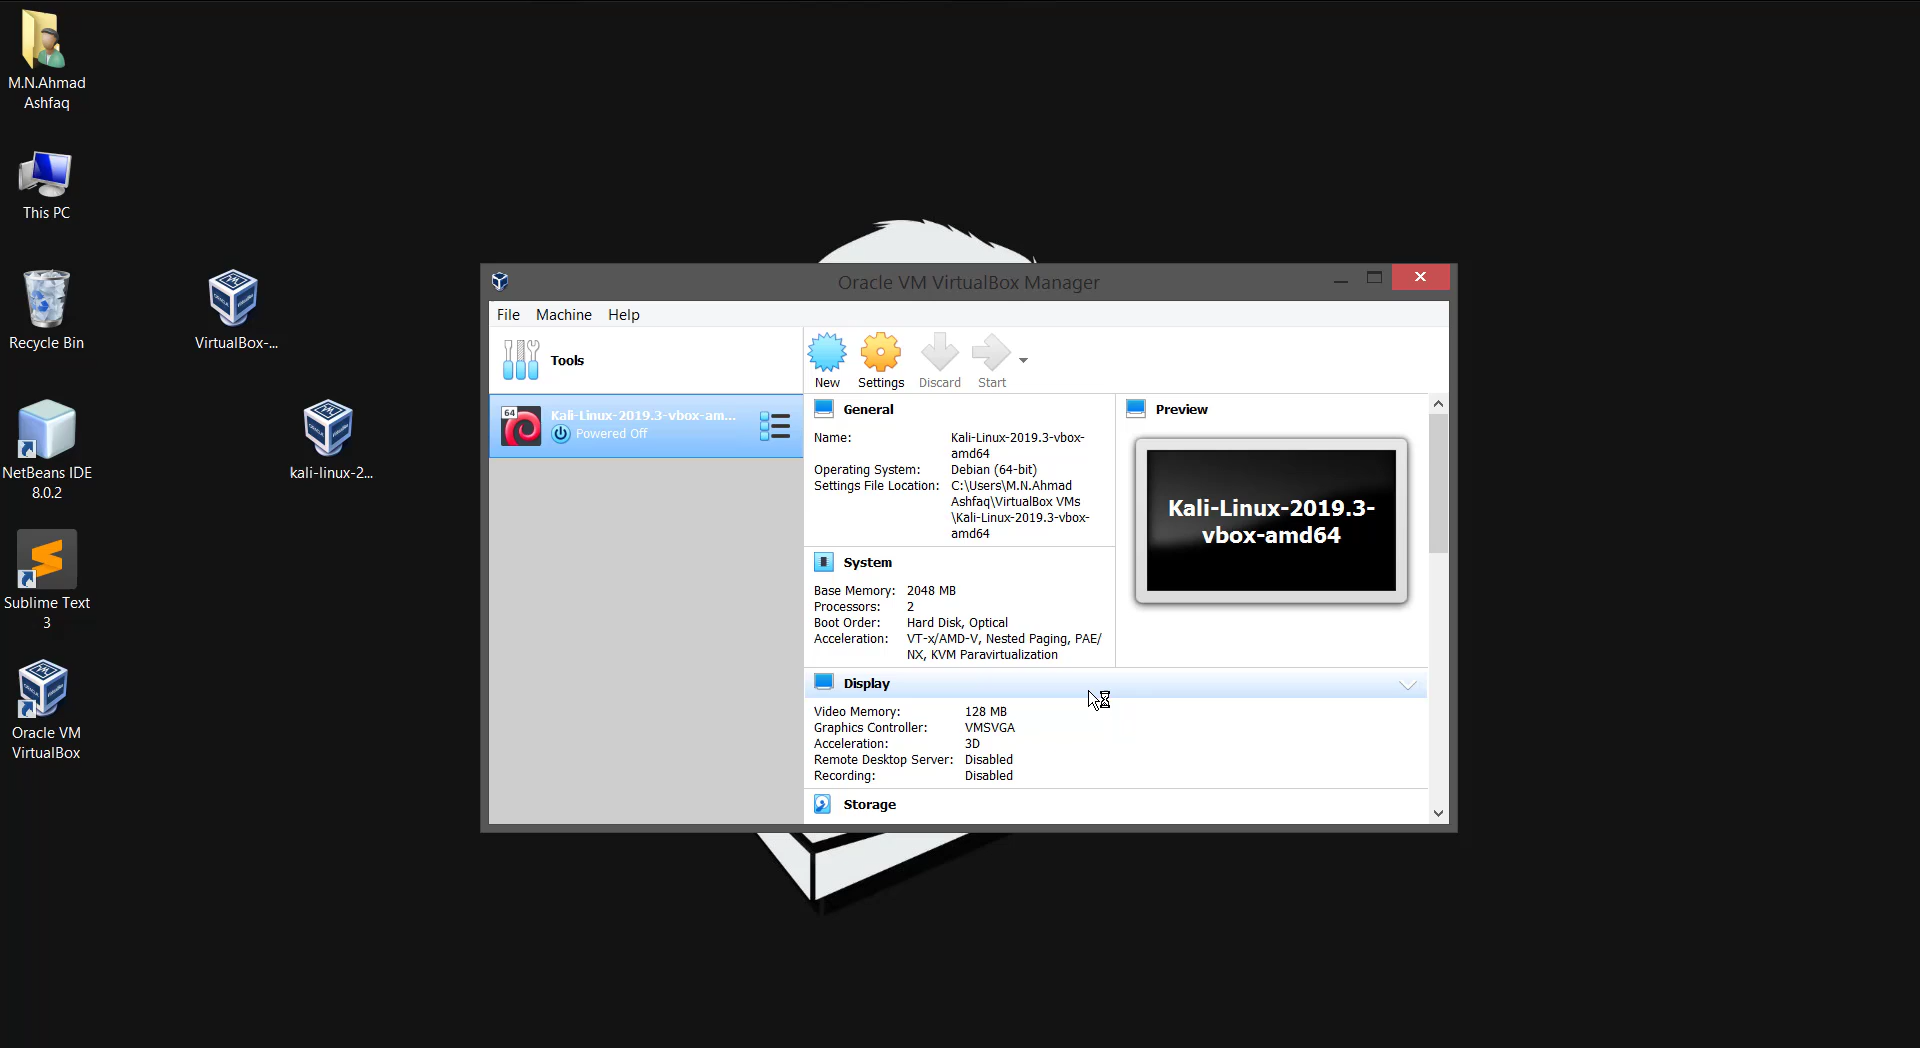 M.N.Ahmad
Ashfaq
This PC
Recycle Bin
VirtualBox-...
NetBeans IDE
8.0.2
kali-linux-2...
Sublime Text
3
Oracle VM
VirtualBox
Oracle VM VirtualBox Manager
File Machine Help
Tools
New Settings Discard Start
64
Kali-Linux-2019.3-vbox-am...
Powered Off
General
Name: Kali-Linux-2019.3-vbox-
amd64
Operating System: Debian (64-bit)
Settings File Location: C:\Users\M.N.Ahmad
Ashfaq\VirtualBox VMs
\Kali-Linux-2019.3-vbox-
amd64
Preview
Kali-Linux-2019.3-
vbox-amd64
System
Base Memory: 2048 MB
Processors: 2
Boot Order: Hard Disk, Optical
Acceleration: VT-x/AMD-V, Nested Paging, PAE/
NX, KVM Paravirtualization
Display
Video Memory: 128 MB
Graphics Controller: VMSVGA
Acceleration: 3D
Remote Desktop Server: Disabled
Recording: Disabled
Storage